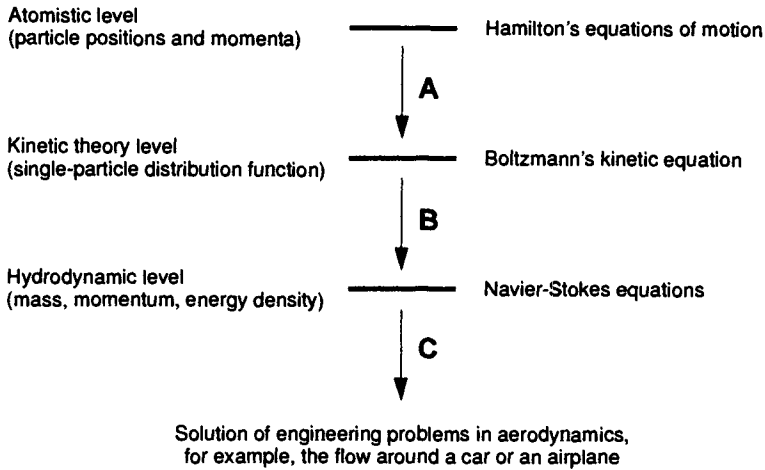 Atomistic level
(particle positions and momenta)
Hamilton's equations of motion
A
Kinetic theory level
(single-particle distribution function)
Boltzmann's kinetic equation
B
Hydrodynamic level
(mass, momentum, energy density)
Navier-Stokes equations
C
Solution of engineering problems in aerodynamics,
for example, the flow around a car or an airplane